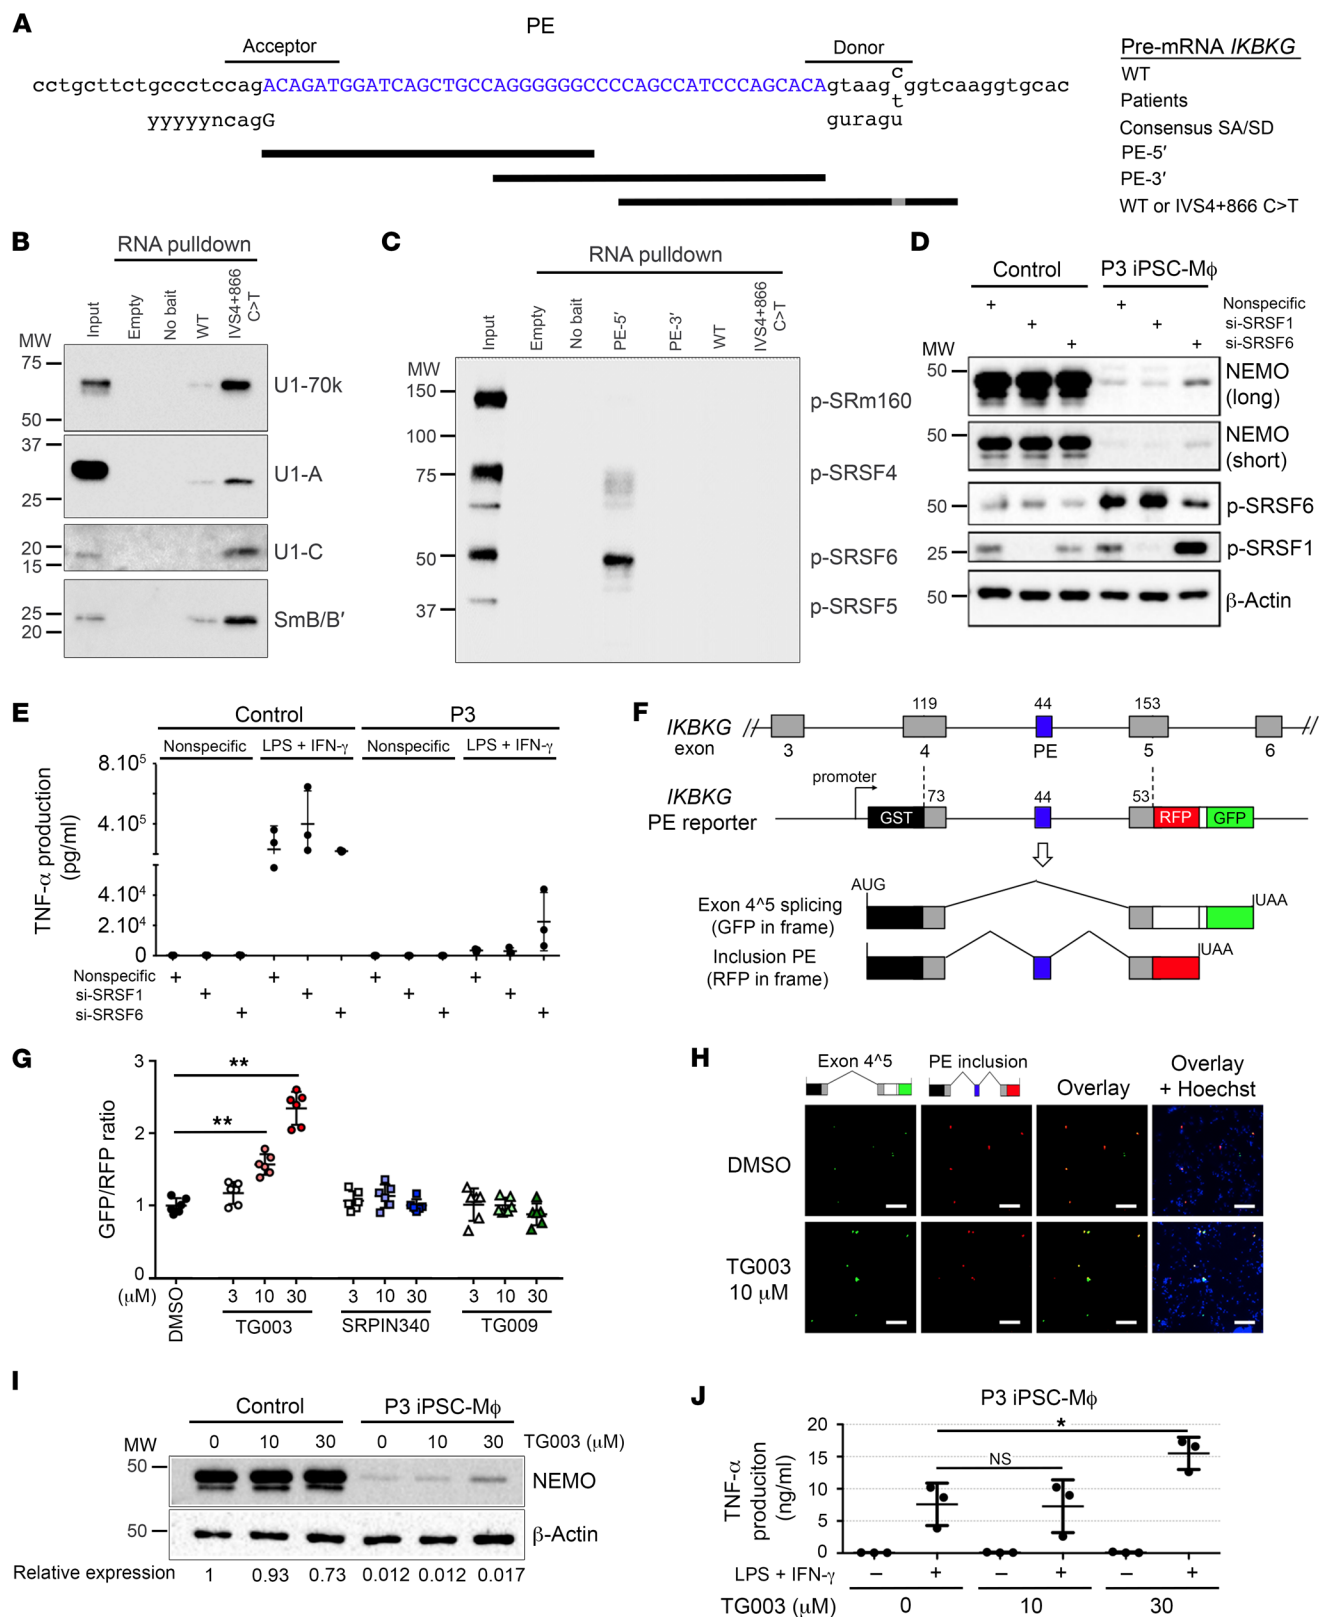 A
PE
Acceptor
Donor
Pre-mRNA IKBKG
cctgcttctgccctccagACAGATGGATCAGCTGCCAGGGGGGCCCCAGCCATCCCAGCACAgtaag c ggtcaaggtgcac
t
WT
Patients
yyyyyncagG
guragu
Consensus SA/SD
PE-5′
PE-3′
WT or IVS4+866 C>T
B
RNA pulldown
MW
Input
Empty
No bait
WT
IVS4+866
C>T
75
50
U1-70k
37
25
U1-A
20
15
U1-C
25
20
SmB/B′
C
RNA pulldown
MW
Input
Empty
No bait
PE-5′
PE-3′
WT
IVS4+866
C>T
150
100
75
50
37
p-SRm160
p-SRSF4
p-SRSF6
p-SRSF5
D
Control
P3 iPSC-Mϕ
+ + Nonspecific
+ + si-SRSF1
+ + si-SRSF6
MW
50
NEMO
(long)
50
NEMO
(short)
50
p-SRSF6
25
p-SRSF1
50
β-Actin
E
Control
P3
Nonspecific
LPS + IFN-γ
Nonspecific
LPS + IFN-γ
TNF-α production
(pg/ml)
8.10⁵
4.10⁵
4.10⁴
2.10⁴
0
Nonspecific + + + +
si-SRSF1 + + + +
si-SRSF6 + + + +
F
119 44 153
IKBKG
exon
3 4 PE 5 6
promoter
IKBKG
PE reporter
73 44 53
GST RFP GFP
AUG
UAA
Exon 4^5 splicing
(GFP in frame)
UAA
Inclusion PE
(RFP in frame)
G
GFP/RFP ratio
3
2
1
0
(μM)
DMSO
3 10 30 3 10 30 3 10 30
TG003 SRPIN340 TG009
H
Exon 4^5
PE inclusion
Overlay
Overlay
+ Hoechst
DMSO
TG003
10 μM
I
Control
P3 iPSC-Mϕ
MW
0 10 30 0 10 30 TG003 (μM)
50
NEMO
50
β-Actin
Relative expression 1 0.93 0.73 0.012 0.012 0.017
J
P3 iPSC-Mϕ
TNF-α
produciton
(ng/ml)
20
15
10
5
0
*
NS
LPS + IFN-γ − + − + − +
TG003 (μM) 0 10 30